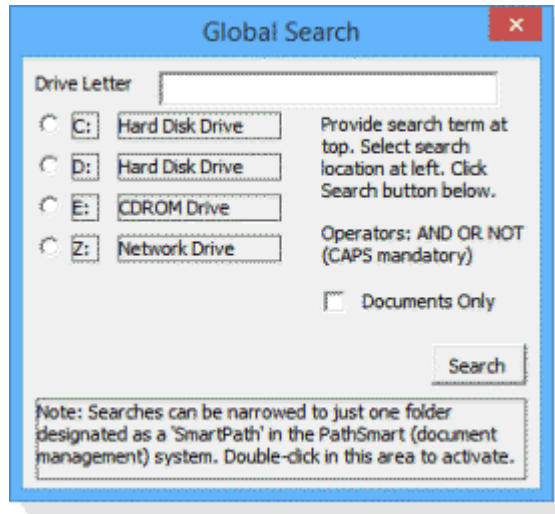 Global Search
Drive Letter
C: Hard Disk Drive
D: Hard Disk Drive
E: CDROM Drive
Z: Network Drive
Provide search term at
top. Select search
location at left. Click
Search button below.
Operators: AND OR NOT
(CAPS mandatory)
Documents Only
Search
Note: Searches can be narrowed to just one folder
designated as a 'SmartPath' in the PathSmart (document
management) system. Double-click in this area to activate.